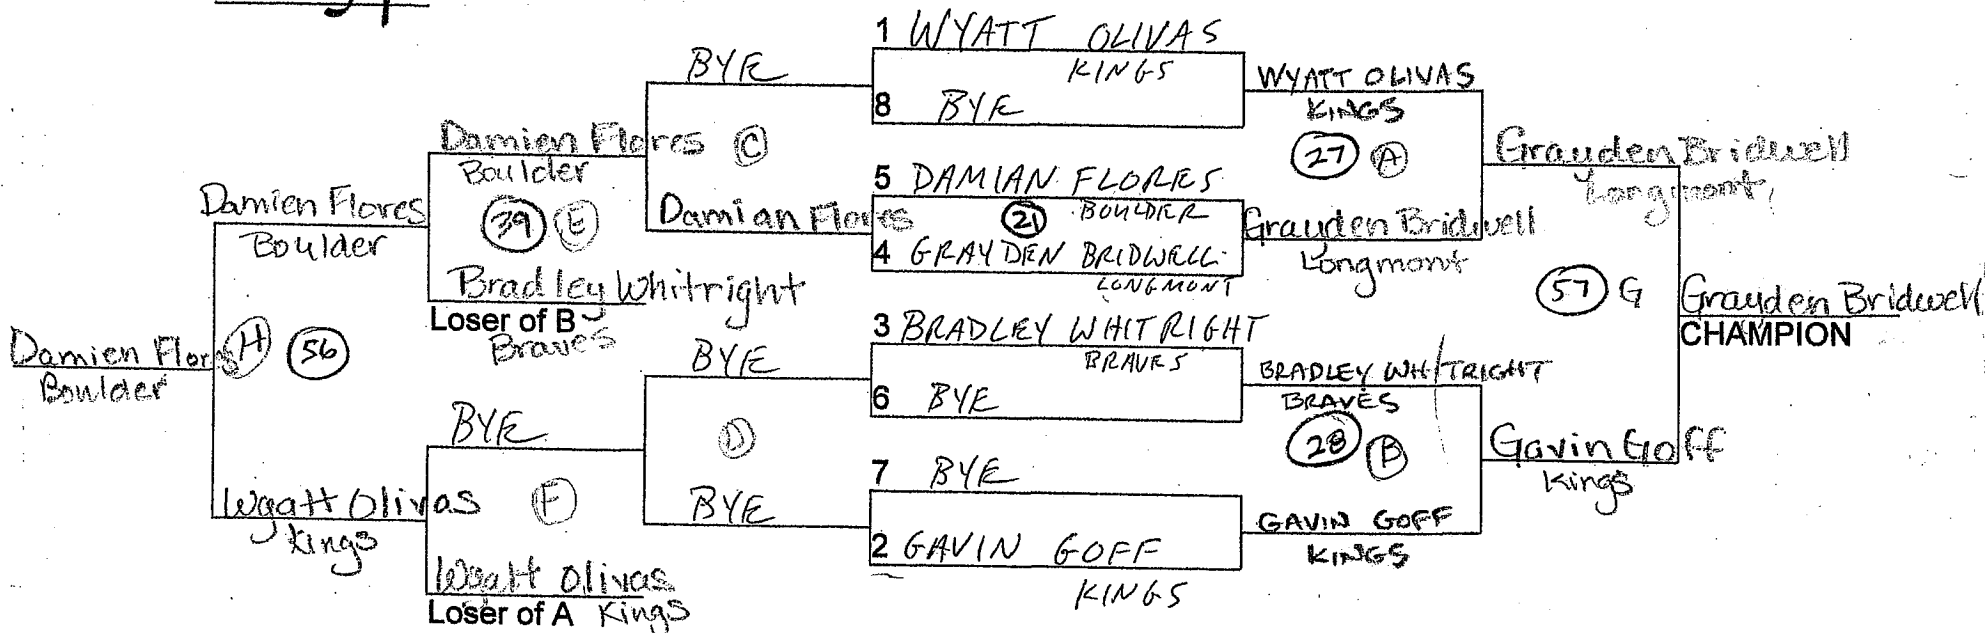 1 WYATT OLIVAS
KINGS
8 BYE
5 DAMIAN FLORES
21 BOULDER
4 GRAYDEN BRIDWELL
LONGMONT
3 BRADLEY WHITRIGHT
BRAVES
6 BYE
7 BYE
2 GAVIN GOFF
KINGS
WYATT OLIVAS
KINGS
27 A
Grayden Bridwell
Longmont
BRADLEY WHITRIGHT
BRAVES
28 B
GAVIN GOFF
KINGS
Grayden Bridwell
Longmont
57 G
Gavin Goff
Kings
Grayden Bridwell
CHAMPION
BYE
C
Damian Flores
BYE
D
BYE
Damien Flores
Boulder
39 E
Bradley Whitright
Loser of B
Braves
BYE
F
Wyatt Olivas
Loser of A Kings
Damien Flores
Boulder
H 56
Wyatt Olivas
Kings
Damien Flores
Boulder